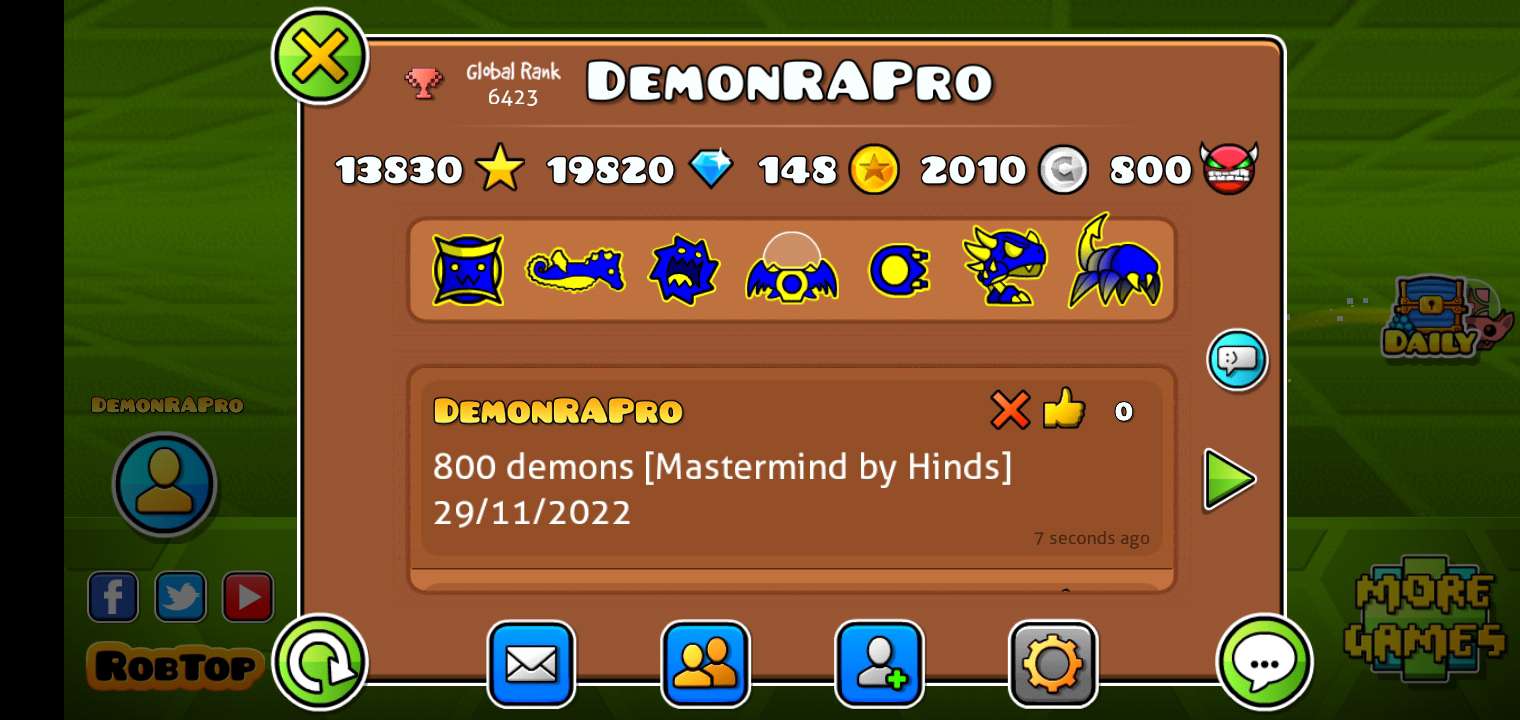 Global Rank
6423
DemonRAPro
13830 19820 148 2010 800
DemonRAPro
DemonRAPro 0
800 demons [Mastermind by Hinds]
29/11/2022
7 seconds ago
DAILY
MORE
GAMES
RobTop